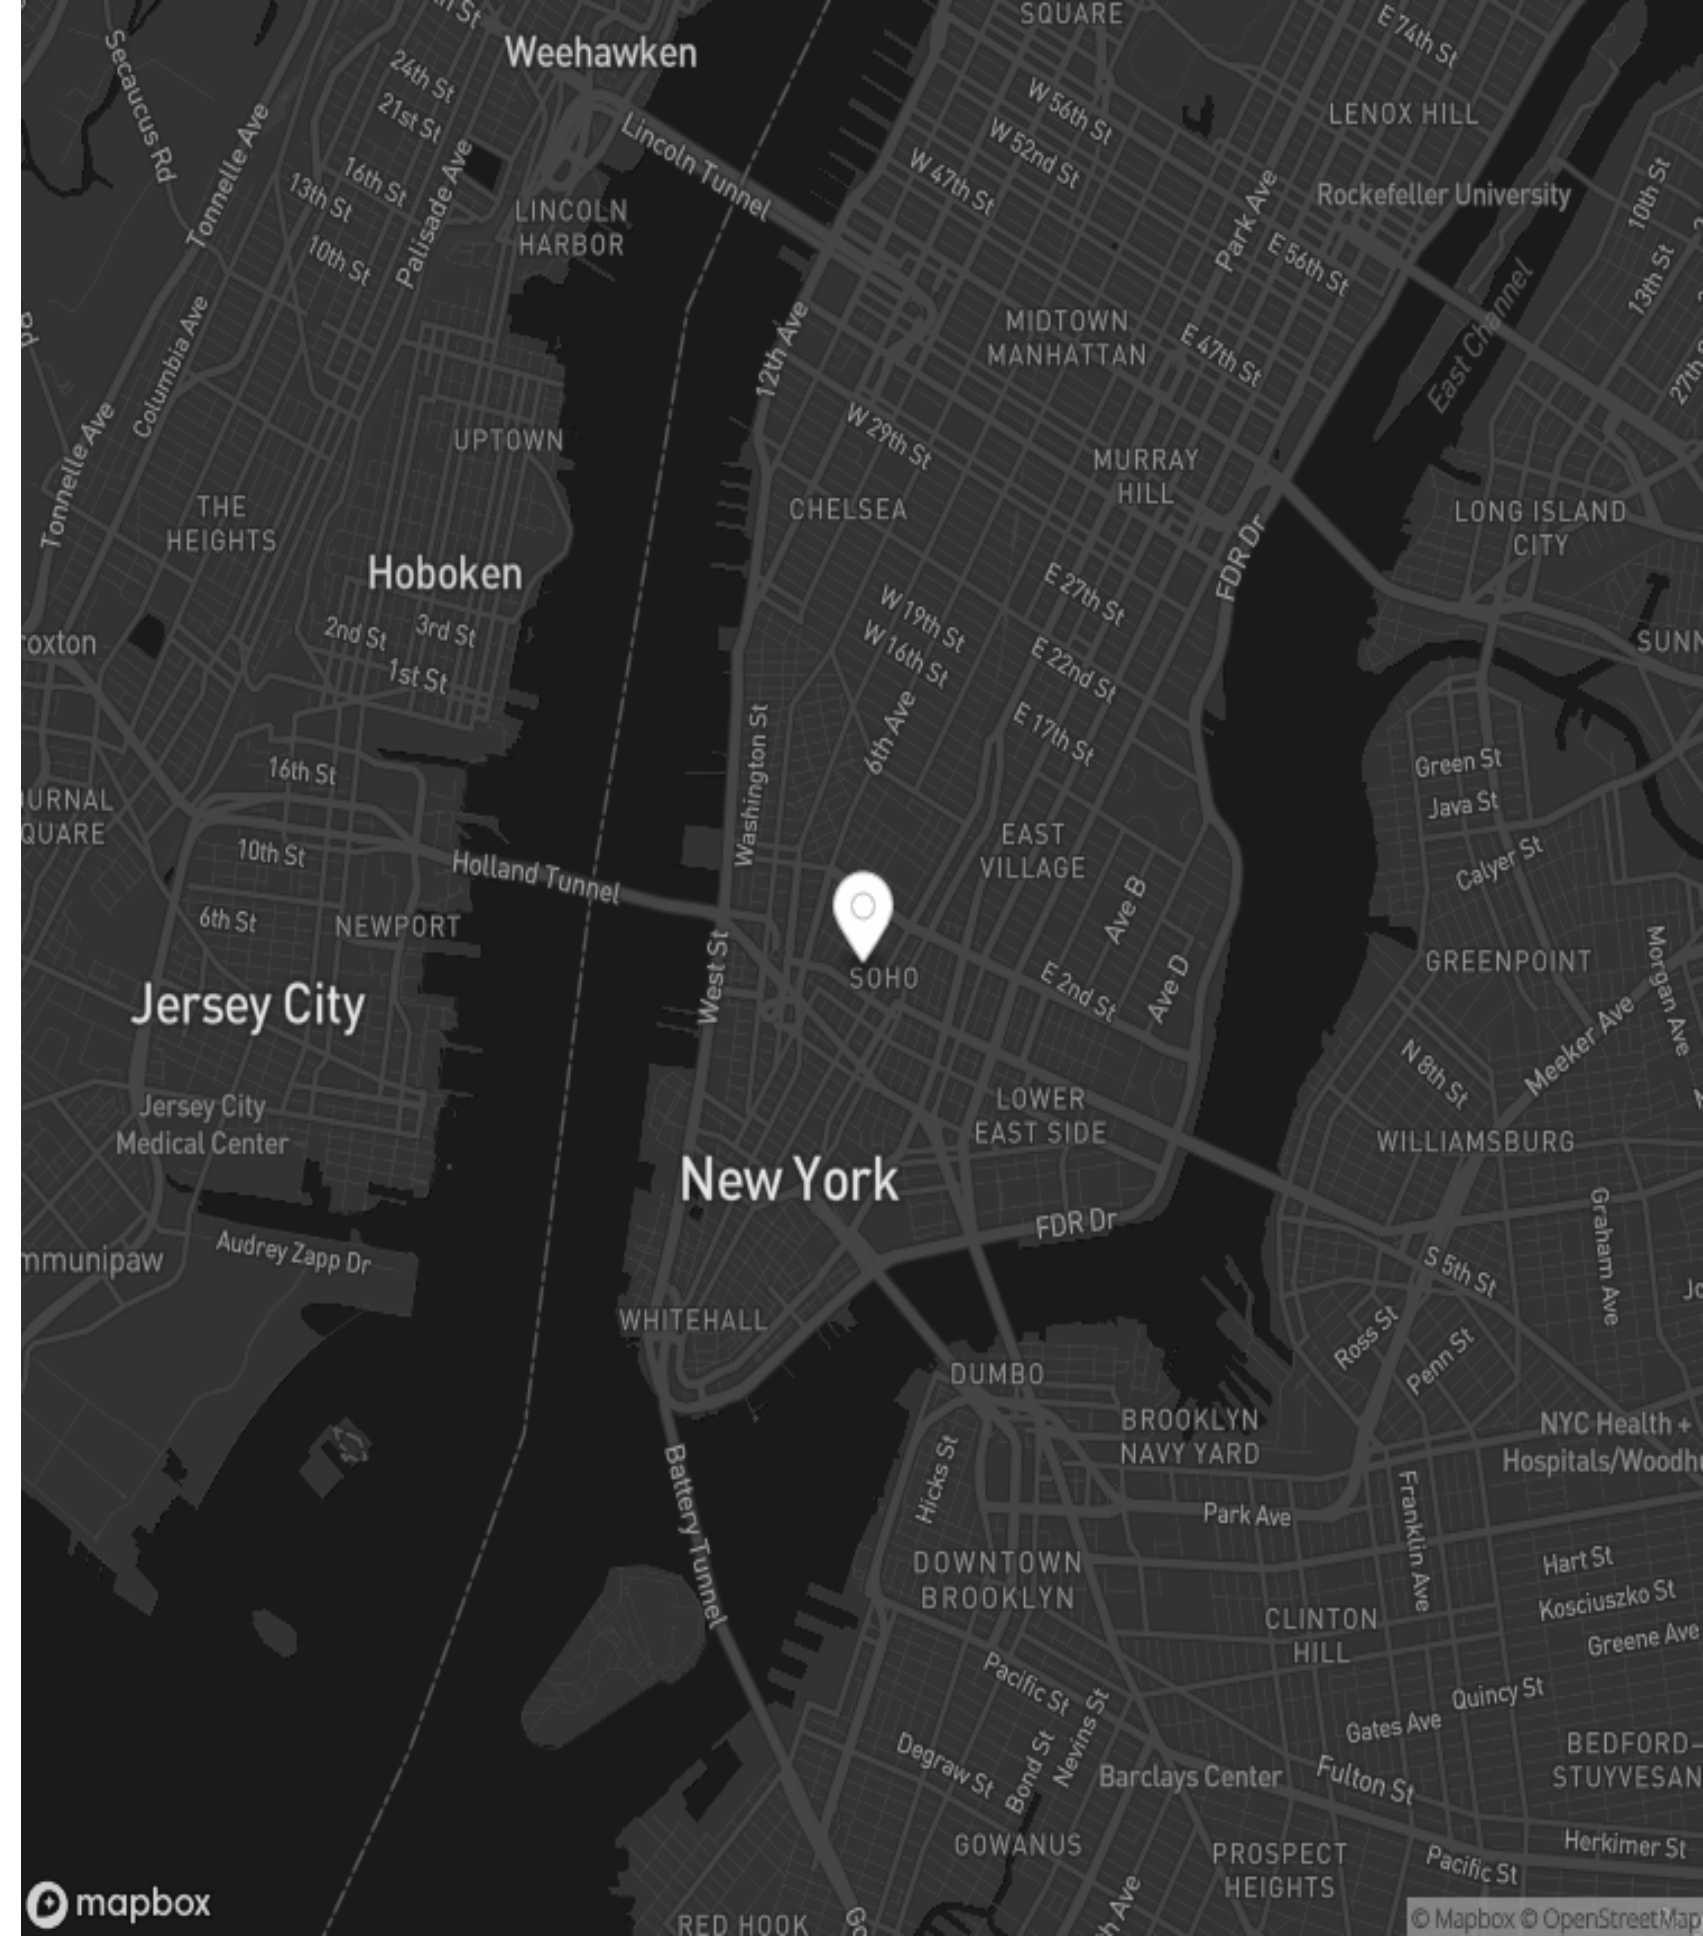 SQUARE
E 74th St
Weehawken
Secaucus Rd
24th St
21st St
Tonnelle Ave
Palisade Ave
Lincoln Tunnel
W 56th St
W 52nd St
W 47th St
LENOX HILL
Rockefeller University
Park Ave
E 56th St
10th St
16th St
13th St
10th St
LINCOLN
HARBOR
13th St
East Channel
MIDTOWN
MANHATTAN
E 47th St
12th Ave
Columbia Ave
27th
Tonnelle Ave
UPTOWN
W 29th St
MURRAY
HILL
CHELSEA
THE
HEIGHTS
LONG ISLAND
CITY
FDR Dr
Hoboken
E 27th St
W 19th St
W 16th St
E 22nd St
2nd St
3rd St
1st St
oxton
SUNN
6th Ave
E 17th St
Washington St
16th St
Green St
Java St
URNAL
QUARE
10th St
Holland Tunnel
EAST
VILLAGE
Calyer St
Ave B
6th St
NEWPORT
West St
SOHO
E 2nd St
Ave D
GREENPOINT
Morgan Ave
Jersey City
Meeker Ave
N 8th St
Jersey City
Medical Center
LOWER
EAST SIDE
WILLIAMSBURG
New York
FDR Dr
Graham Ave
Audrey Zapp Dr
mmunipaw
S 5th St
Jo
WHITEHALL
Ross St
Penn St
DUMBO
BROOKLYN
NAVY YARD
NYC Health +
Hospitals/Woodhu
Battery Tunnel
Hicks St
Park Ave
Franklin Ave
DOWNTOWN
BROOKLYN
Hart St
Kosciuszko St
CLINTON
HILL
Greene Ave
Pacific St
Quincy St
Nevins St
Gates Ave
Degraw St
Bond St
BEDFORD-
STUYVESAN
Barclays Center
Fulton St
GOWANUS
PROSPECT
HEIGHTS
Herkimer St
Pacific St
h Ave
RED HOOK
Go
mapbox
© Mapbox © OpenStreetMap